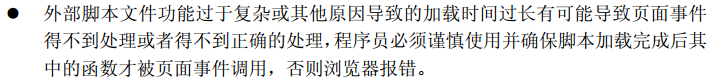 ● 外部脚本文件功能过于复杂或其他原因导致的加载时间过长有可能导致页面事件
得不到处理或者得不到正确的处理，程序员必须谨慎使用并确保脚本加载完成后其
中的函数才被页面事件调用，否则浏览器报错。